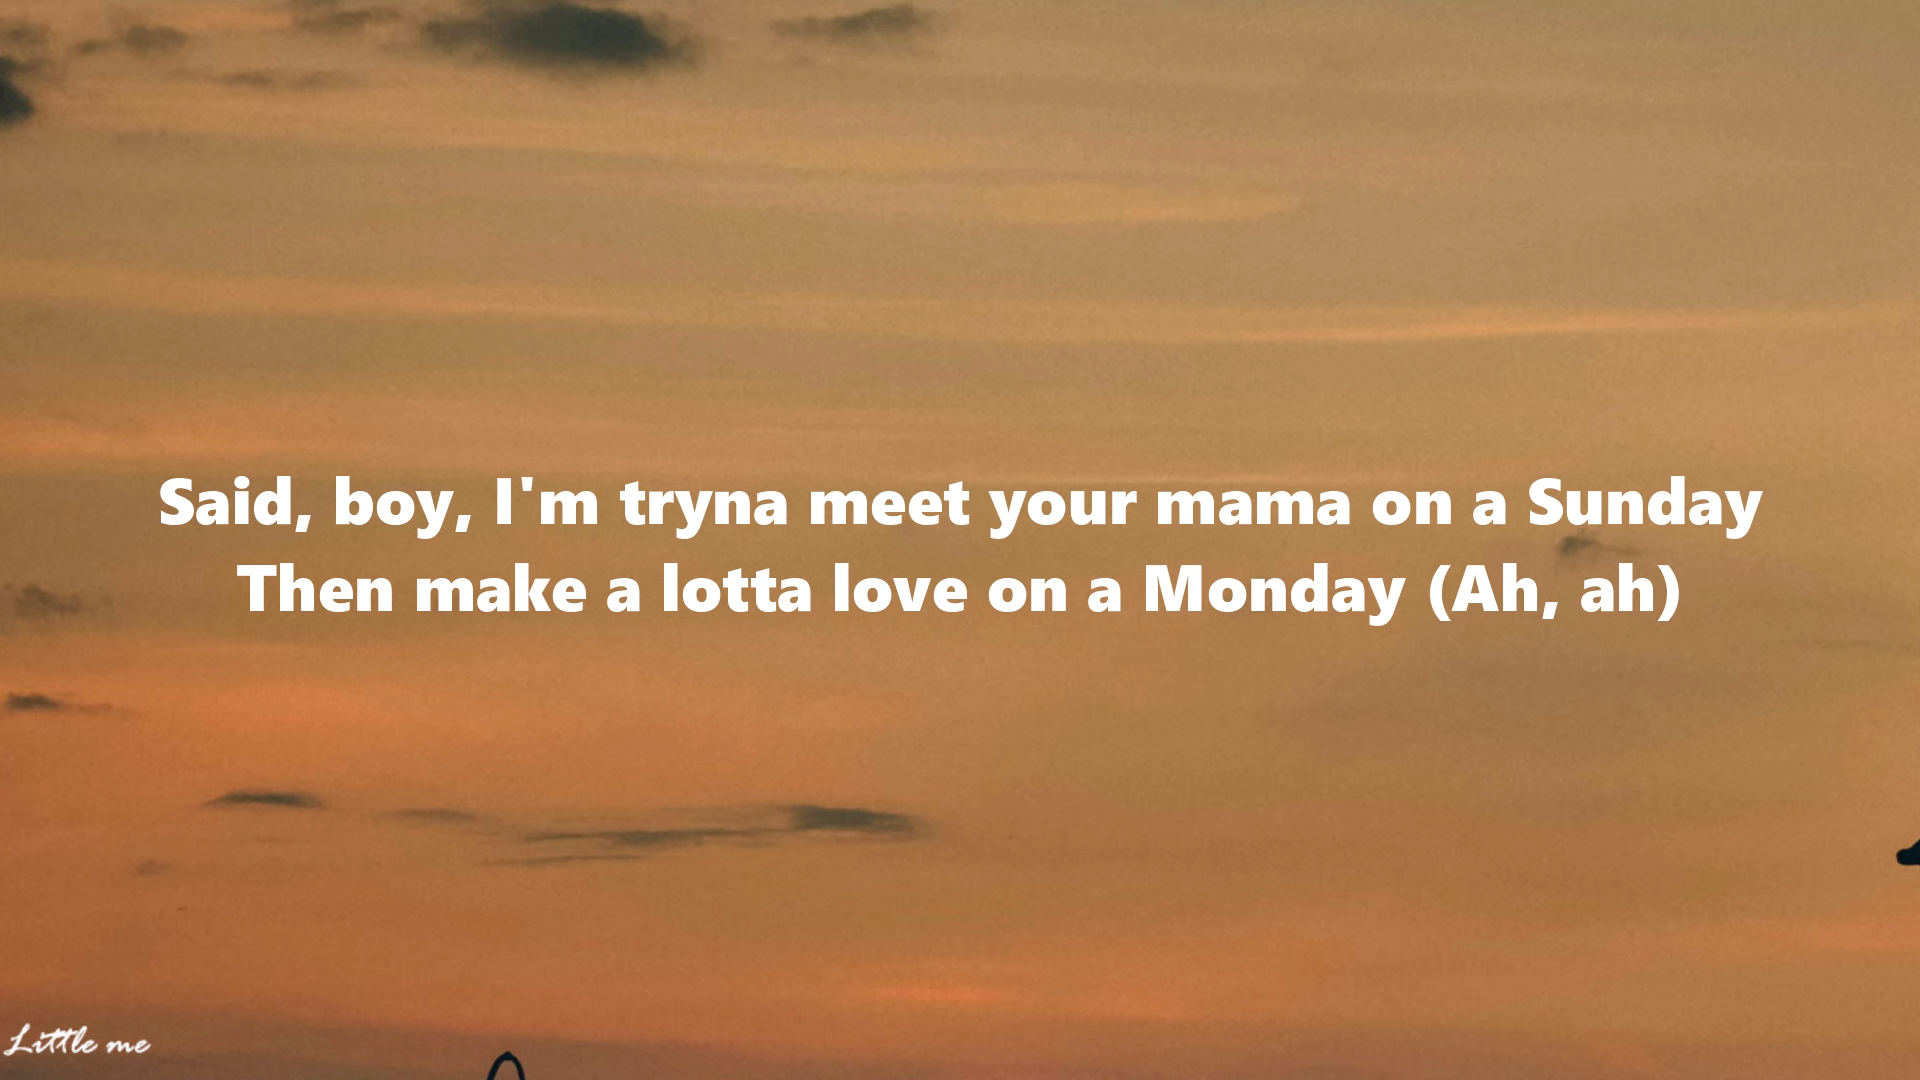 Said, boy, I'm tryna meet your mama on a Sunday
Then make a lotta love on a Monday (Ah, ah)
Little me